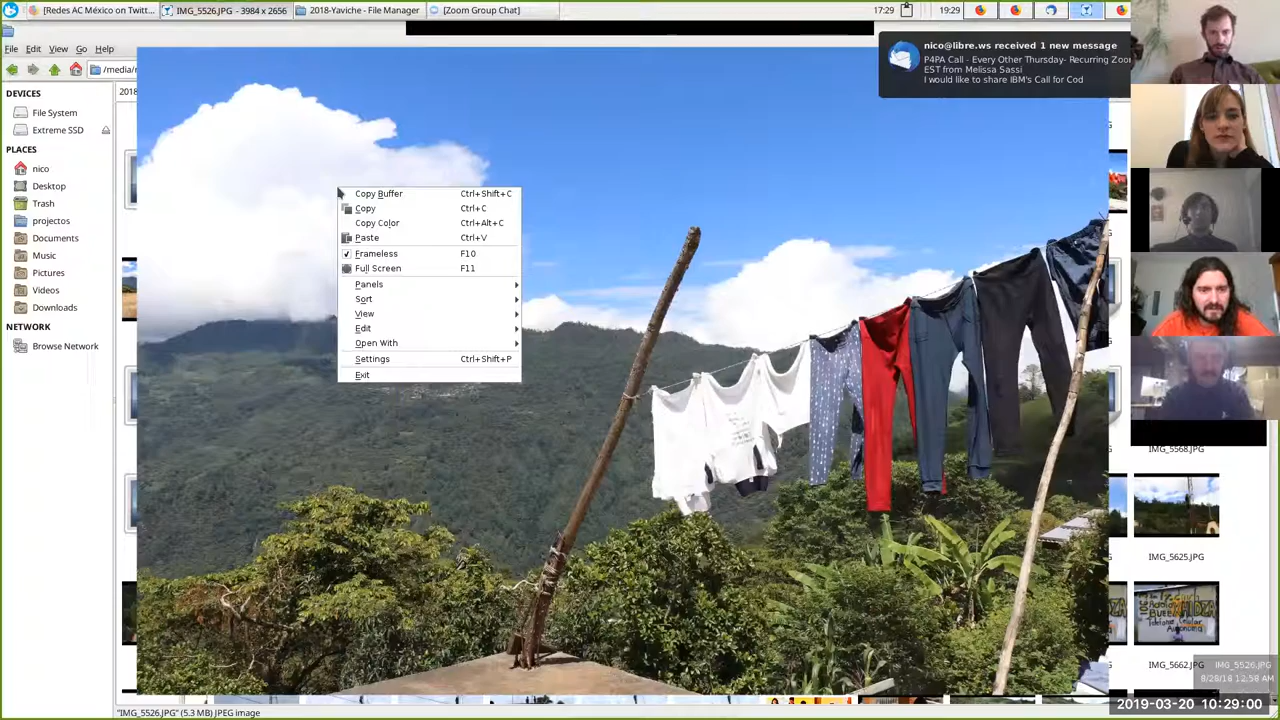 [Redes AC México on Twitt...
IMG_5526.JPG - 3984 x 2656
2018-Yaviche - File Manager
[Zoom Group Chat]
17:29
19:29
File Edit View Go Help
/media/
2018
DEVICES
File System
Extreme SSD
PLACES
nico
Desktop
Trash
projectos
Documents
Music
Pictures
Videos
Downloads
NETWORK
Browse Network
nico@libre.ws received 1 new message
P4PA Call - Every Other Thursday- Recurring Zoo
EST from Melissa Sassi
I would like to share IBM's Call for Cod
Copy Buffer Ctrl+Shift+C
Copy Ctrl+C
Copy Color Ctrl+Alt+C
Paste Ctrl+V
Frameless F10
Full Screen F11
Panels
Sort
View
Edit
Open With
Settings Ctrl+Shift+P
Exit
IMG_5568.JPG
IMG_5625.JPG
IMG_5662.JPG
IMG_5526.JPG
8/28/18 12:58 AM
2019-03-20 10:29:00
"IMG_5526.JPG" (5.3 MB) JPEG image